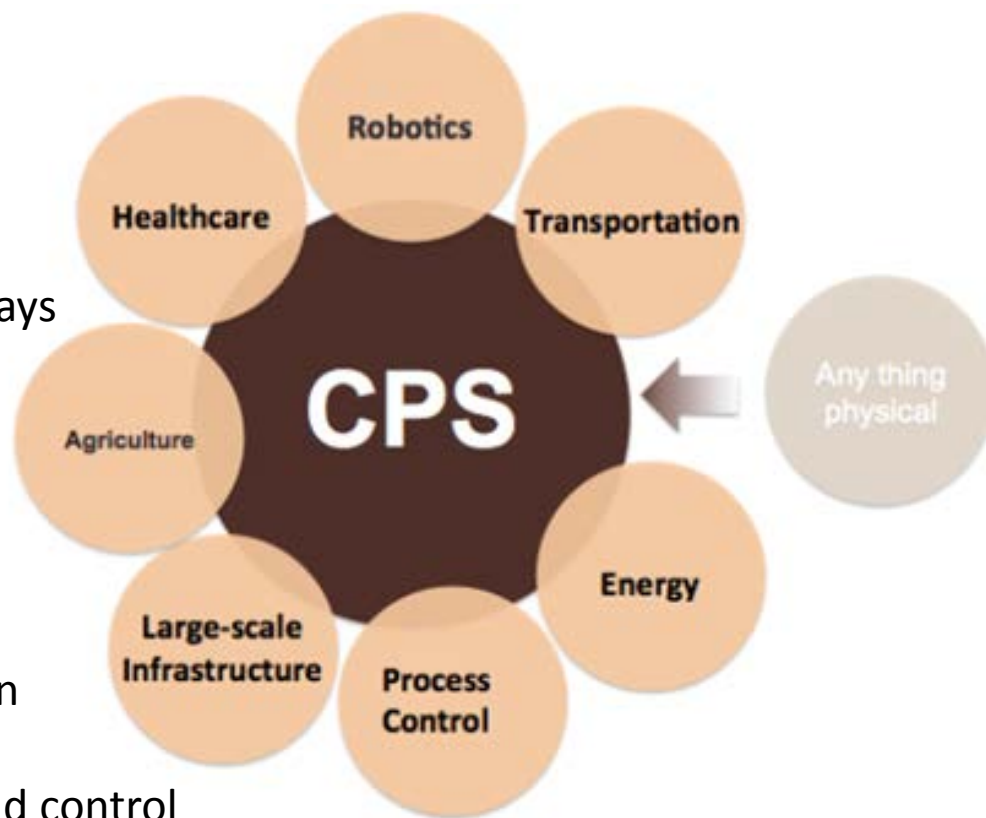 Robotics
Healthcare
Transportation
ays
CPS
Any thing
physical
Agriculture
Energy
Large-scale
Infrastructure
Process
Control
n
d control